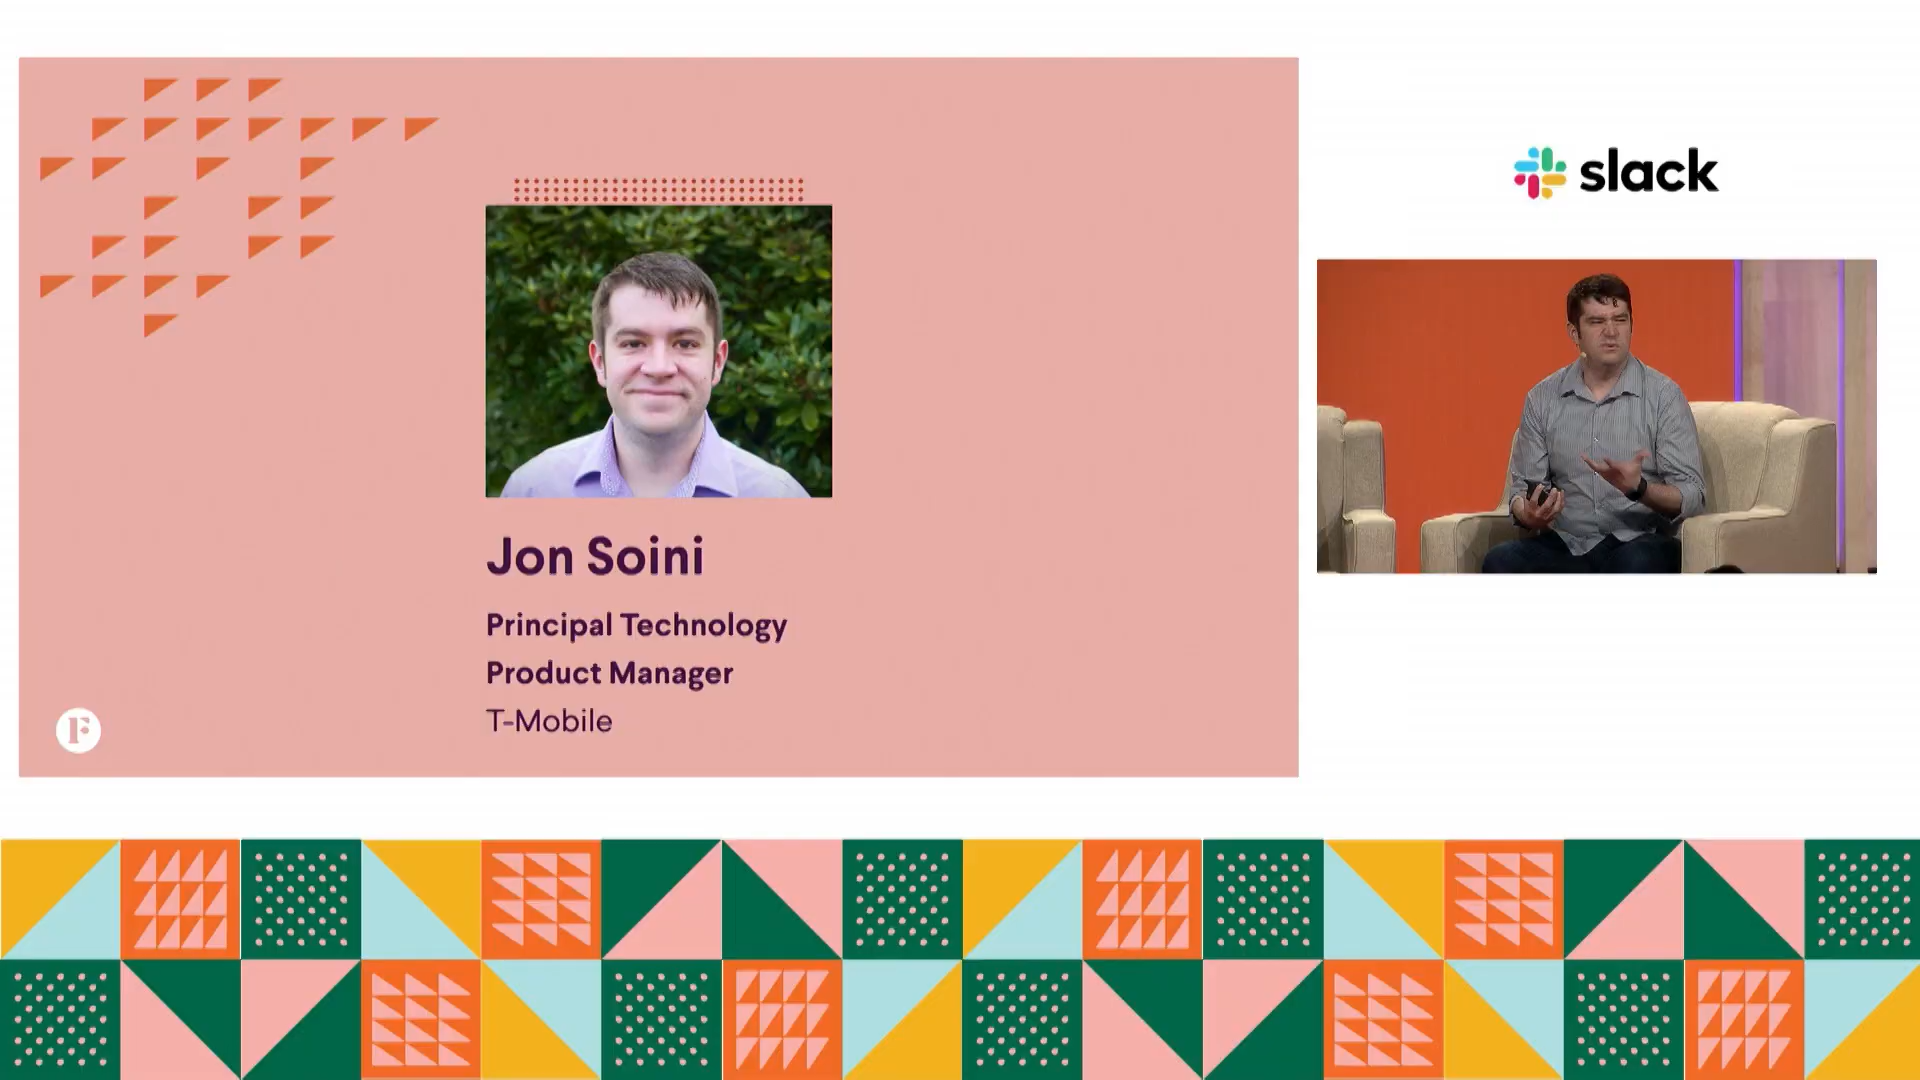 slack
Jon Soini
Principal Technology
Product Manager
T-Mobile
F